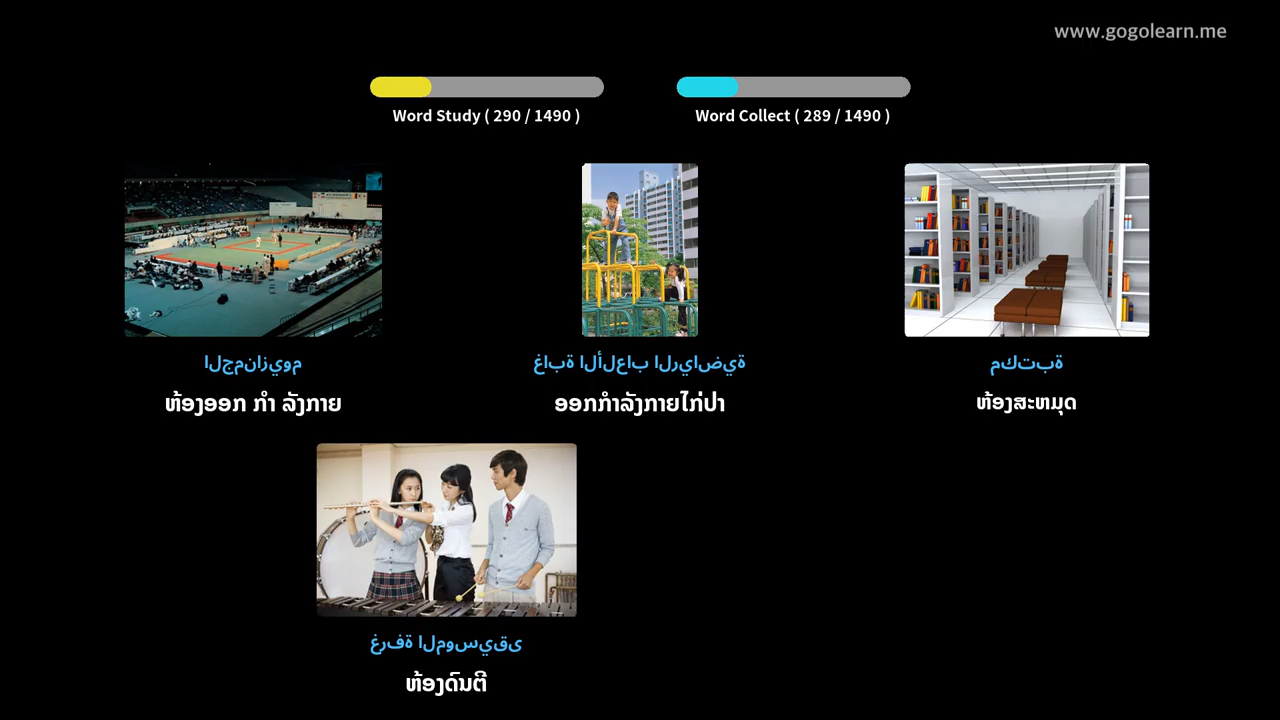 www.gogolearn.me
Word Study ( 290 / 1490 )
Word Collect ( 289 / 1490 )
الجمنازيوم
ຫ້ອງອອກ ກຳ ລັງກາຍ
غابة الألعاب الرياضية
ອອກກຳລັງກາຍໄກ່ປາ
مكتبة
ຫ້ອງສະຫມຸດ
غرفة الموسيقى
ຫ້ອງດົນຕີ